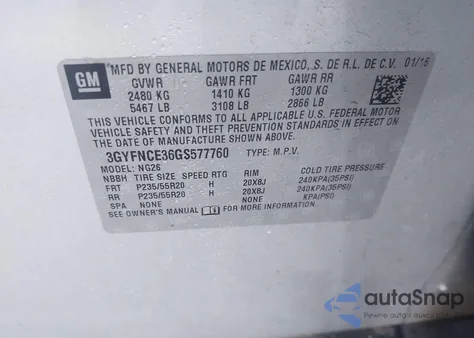 GM
MFD BY GENERAL MOTORS DE MEXICO, S. DE R.L. DE C.V. 01/16
GVWR GAWR FRT GAWR RR
2480 KG 1410 KG 1300 KG
5467 LB 3108 LB 2866 LB
THIS VEHICLE CONFORMS TO ALL APPLICABLE U.S. FEDERAL MOTOR
VEHICLE SAFETY, BUMPER, AND THEFT PREVENTION STANDARDS IN EFFECT ON
THE DATE OF MANUFACTURE SHOWN ABOVE.
3GYFNCE36GS577760 TYPE: M.P.V.
MODEL: NG26
NBBH TIRE SIZE SPEED RTG RIM COLD TIRE PRESSURE
FRT P235/55R20 H 20X8J 240KPA(35PSI)
RR P235/55R20 H 20X8J 240KPA(35PSI)
SPA NONE NONE KPA(PSI)
SEE OWNER'S MANUAL FOR MORE INFORMATION.
autoSnap
VEHICLE AUCTIONS